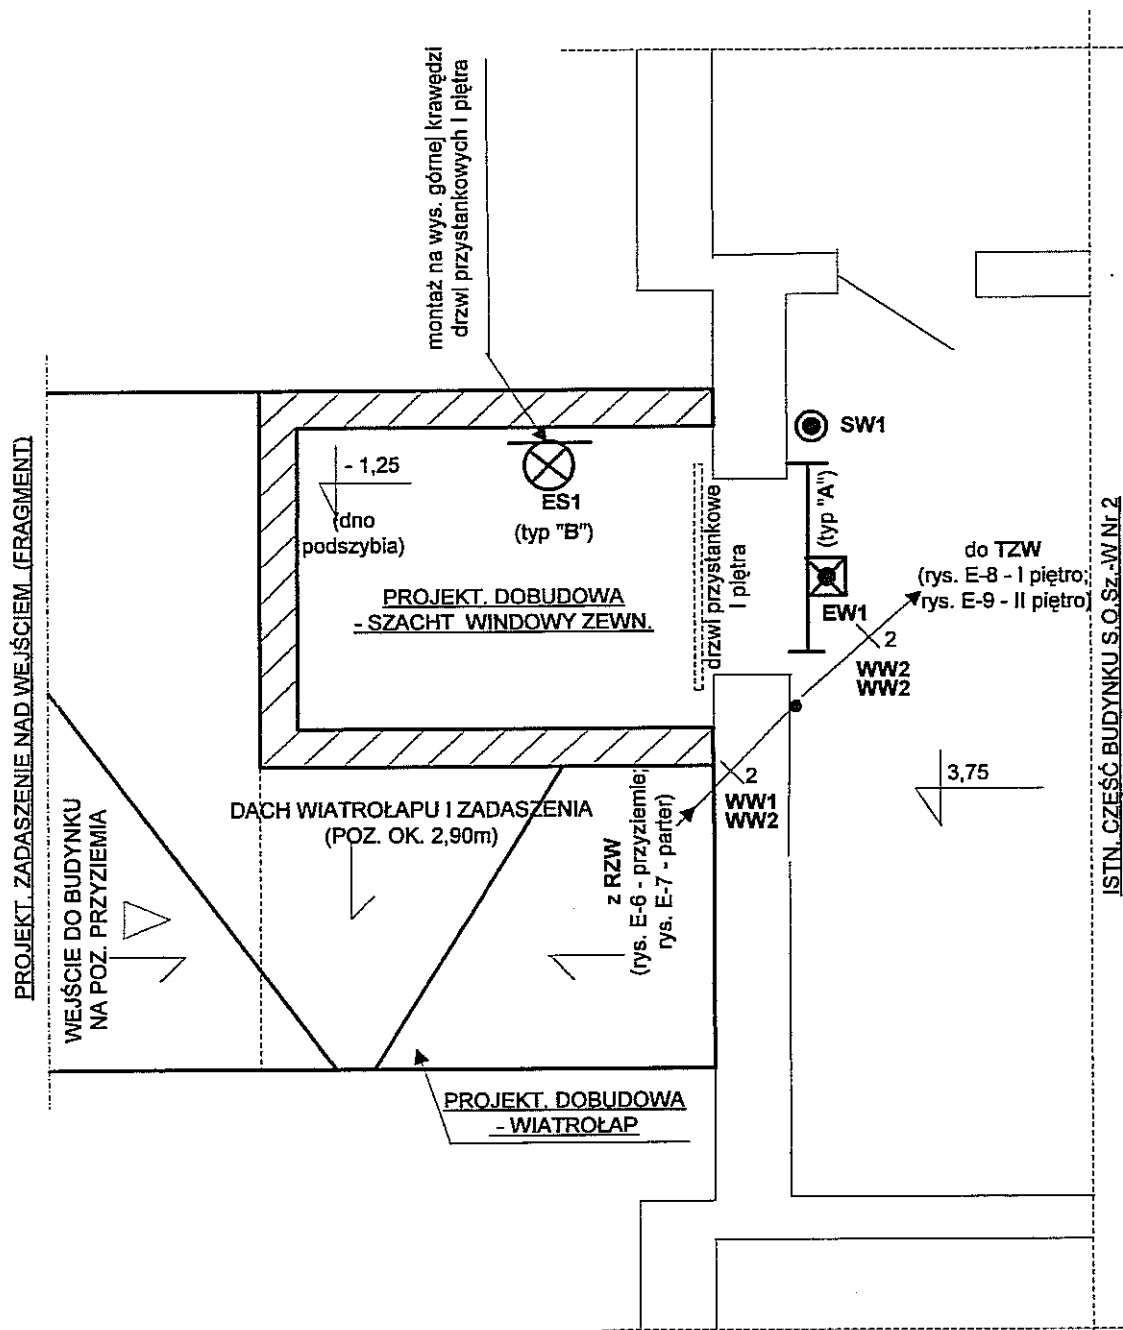 montaż na wys. górnej krawędzi
drzwi przystankowych I piętra
PROJEKT. ZADASZENIE NAD WEJŚCIEM (FRAGMENT)
SW1
- 1,25
(dno
podszybia)
ES1
(typ "B")
drzwi przystankowe
I piętra
(typ "A")
EW1
do TZW
(rys. E-8 - I piętro;
rys. E-9 - II piętro)
PROJEKT. DOBUDOWA
- SZACHT WINDOWY ZEWN.
2
WW2
WW2
ISTN. CZĘŚĆ BUDYNKU S.O.Sz.-W Nr 2
3,75
2
WW1
WW2
DACH WIATROŁAPU I ZADASZENIA
(POZ. OK. 2,90m)
z RZW
(rys. E-6 - przyziemie;
rys. E-7 - parter)
WEJŚCIE DO BUDYNKU
NA POZ. PRZYZIEMIA
PROJEKT. DOBUDOWA
- WIATROŁAP